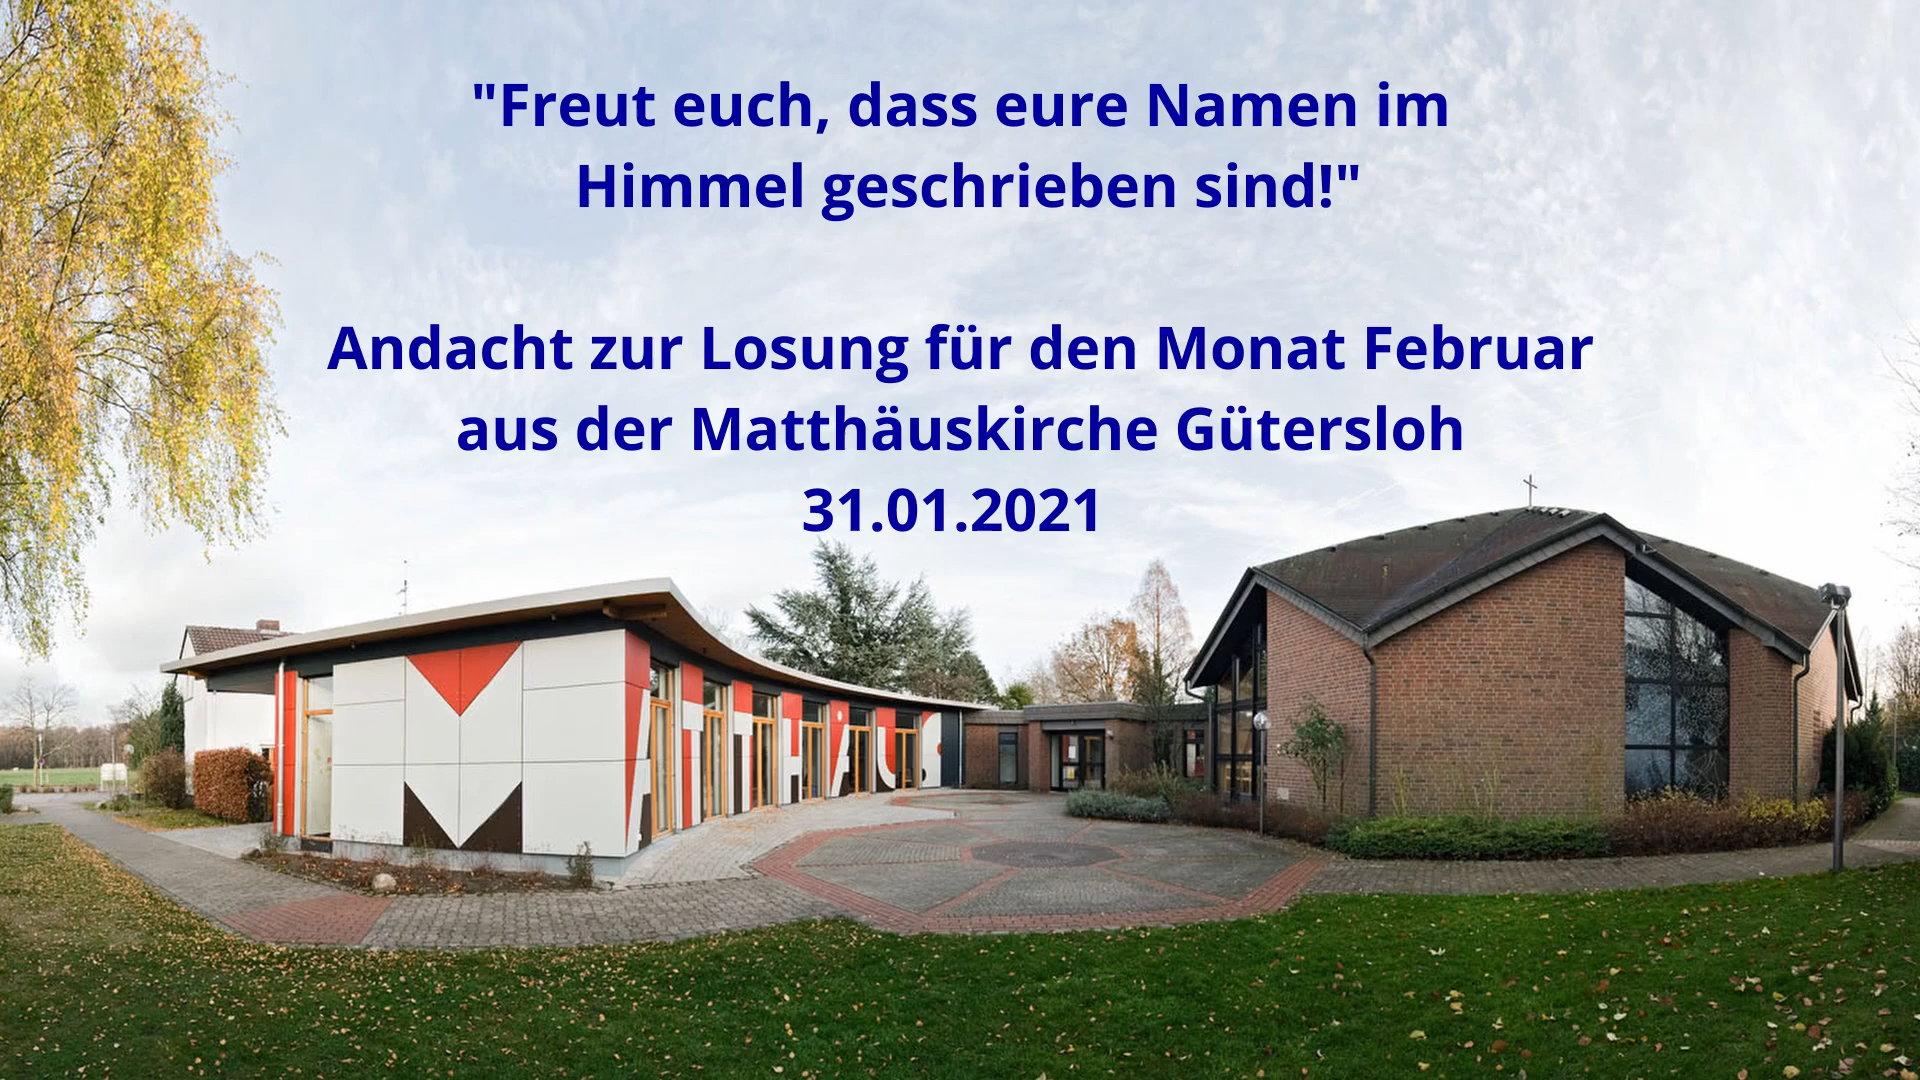 "Freut euch, dass eure Namen im
Himmel geschrieben sind!"
Andacht zur Losung für den Monat Februar
aus der Matthäuskirche Gütersloh
31.01.2021
MATTHÄUS